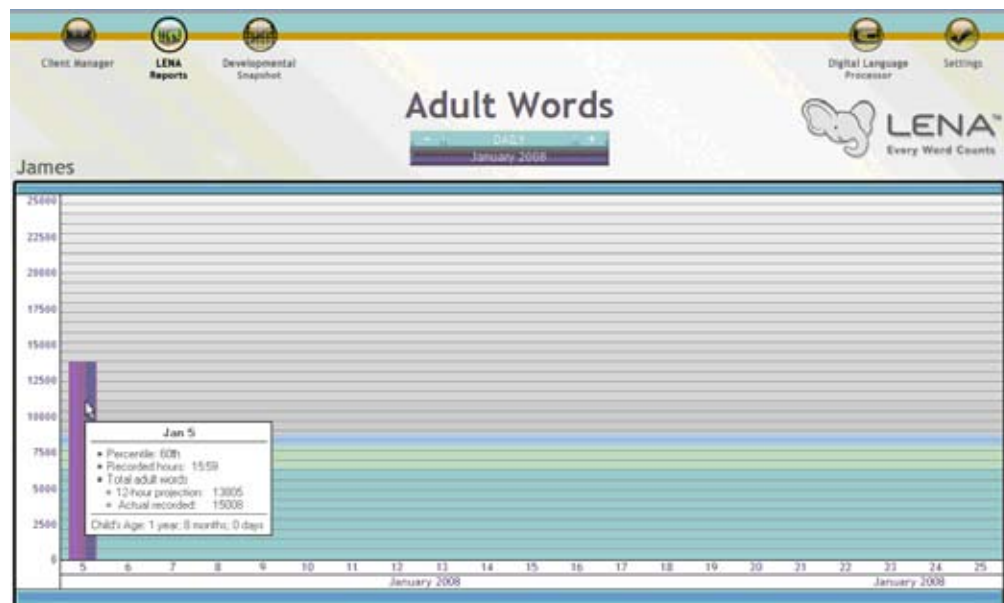 Client Manager
LENA
Reports
Developmental
Snapshot
Digital Language
Processor
Settings
Adult Words
DAILY
January 2008
LENA™
Every Word Counts
James
25000
22500
20000
17500
15000
12500
10000
7500
5000
2500
0
Jan 5
• Percentile: 60th
• Recorded hours: 15:59
• Total adult words
• 12-hour projection: 13805
• Actual recorded: 15008
Child's Age: 1 year; 8 months; 0 days
5 6 7 8 9 10 11 12 13 14 15 16 17 18 19 20 21 22 23 24 25
January 2008 January 2008